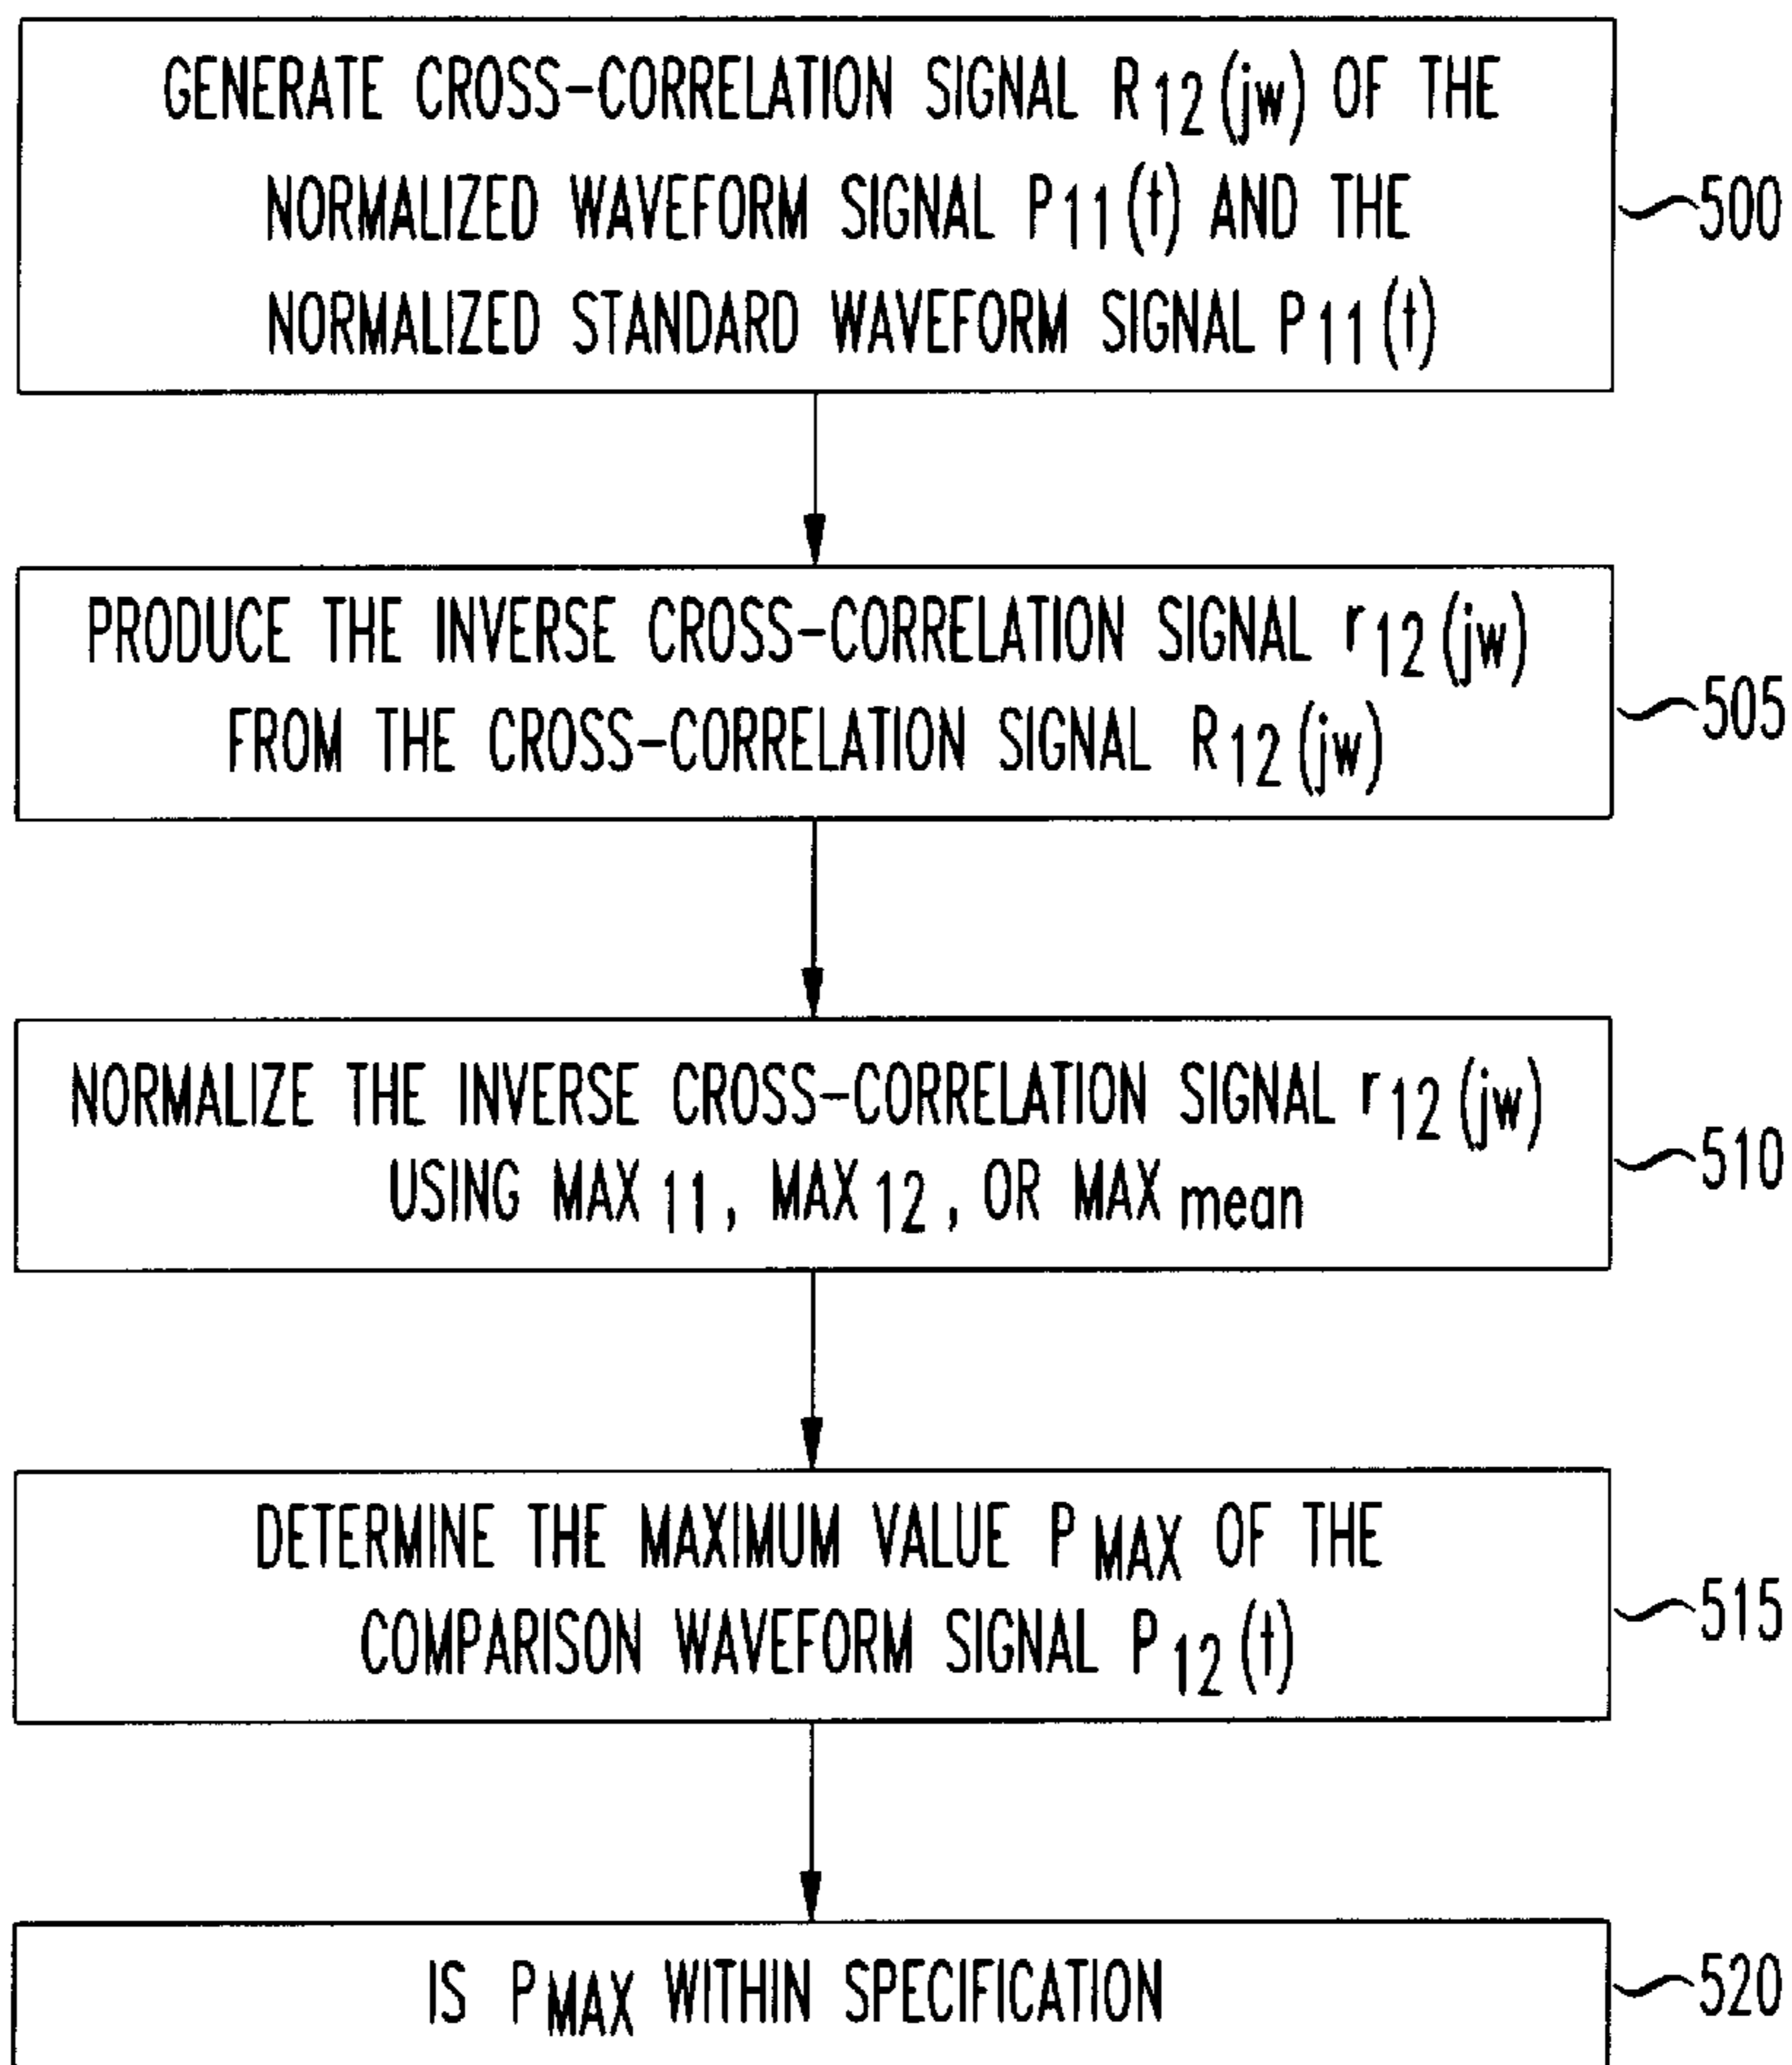 GENERATE CROSS-CORRELATION SIGNAL R12(jw) OF THE
NORMALIZED WAVEFORM SIGNAL P11(t) AND THE
NORMALIZED STANDARD WAVEFORM SIGNAL P11(t)
500
PRODUCE THE INVERSE CROSS-CORRELATION SIGNAL r12(jw)
FROM THE CROSS-CORRELATION SIGNAL R12(jw)
505
NORMALIZE THE INVERSE CROSS-CORRELATION SIGNAL r12(jw)
USING MAX11, MAX12, OR MAXmean
510
DETERMINE THE MAXIMUM VALUE PMAX OF THE
COMPARISON WAVEFORM SIGNAL P12(t)
515
IS PMAX WITHIN SPECIFICATION
520